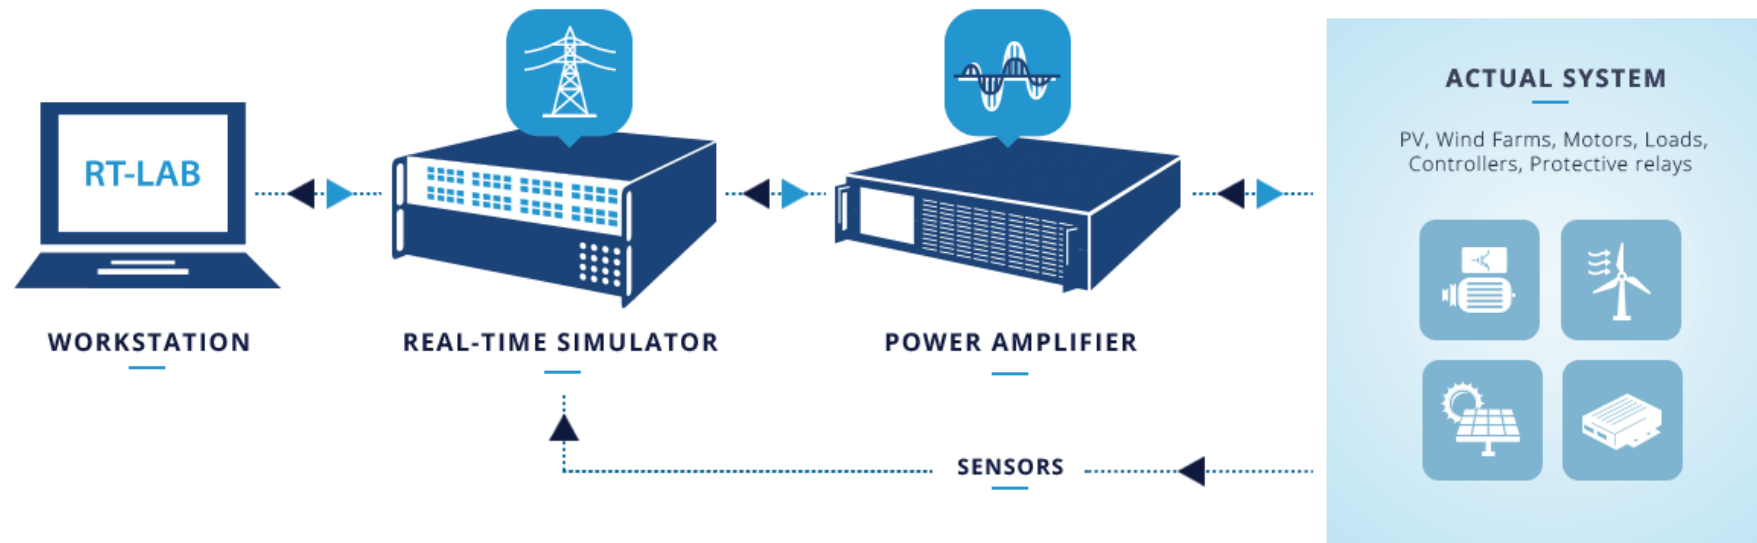 RT-LAB
WORKSTATION
REAL-TIME SIMULATOR
POWER AMPLIFIER
SENSORS
ACTUAL SYSTEM
PV, Wind Farms, Motors, Loads,
Controllers, Protective relays